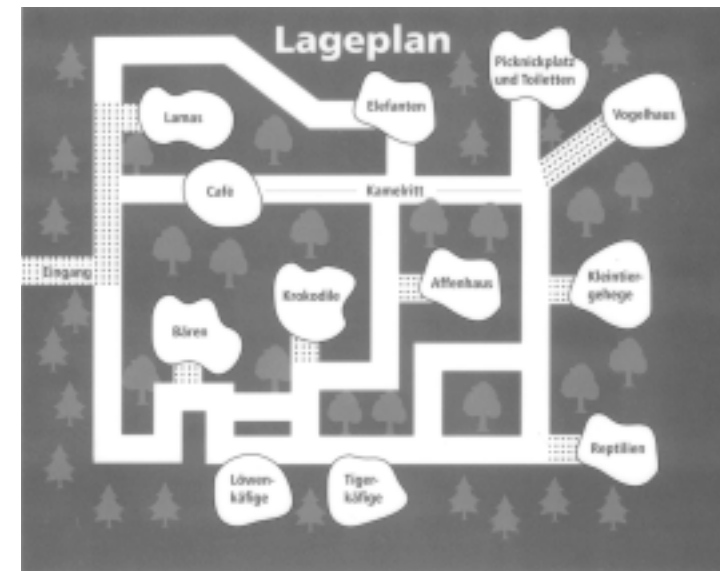 Lageplan
Picknickplatz
und Toiletten
Elefanten
Vogelhaus
Lamas
Café
Kamelritt
Eingang
Krokodile
Affenhaus
Kleintier-
gehege
Bären
Reptilien
Löwen-
käfige
Tiger-
käfige